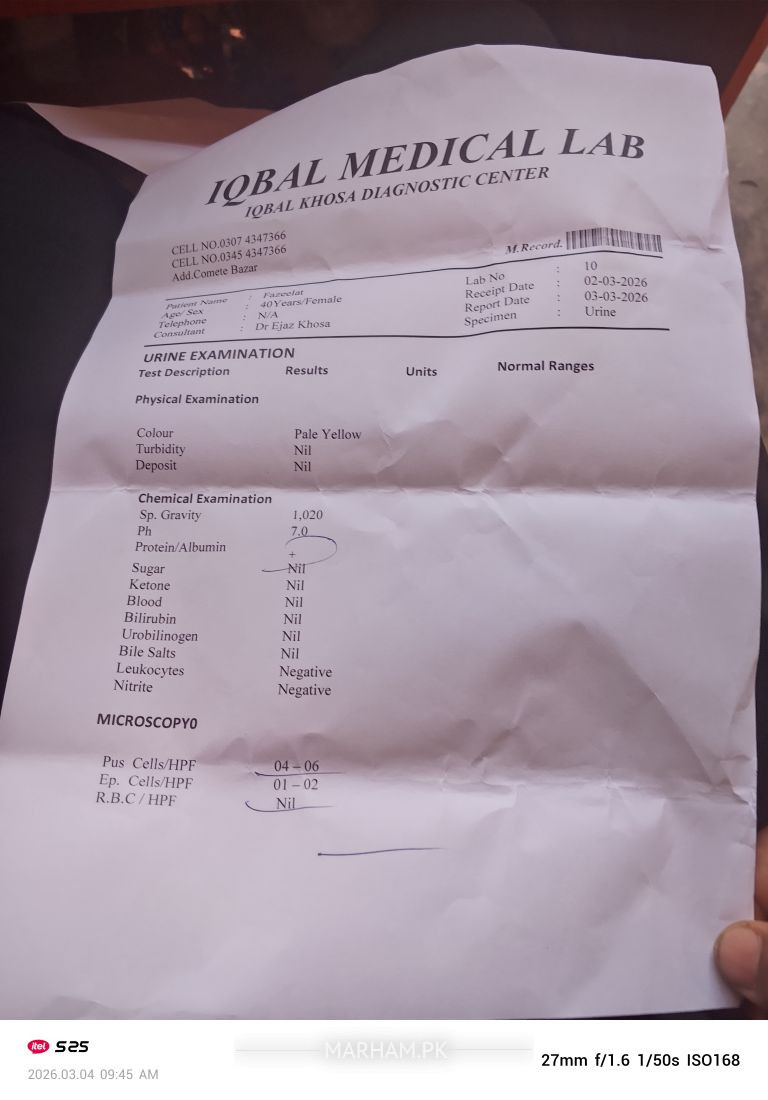 IQBAL MEDICAL LAB
IQBAL KHOSA DIAGNOSTIC CENTER
CELL NO.0307 4347366
CELL NO.0345 4347366
Add.Comete Bazar
M.Record.
Patient Name : Fazeelat
Age/ Sex : 40Years/Female
Telephone : N/A
Consultant : Dr Ejaz Khosa
Lab No : 10
Receipt Date : 02-03-2026
Report Date : 03-03-2026
Specimen : Urine
URINE EXAMINATION
Test Description Results Units Normal Ranges
Physical Examination
Colour Pale Yellow
Turbidity Nil
Deposit Nil
Chemical Examination
Sp. Gravity 1,020
Ph 7.0
Protein/Albumin +
Sugar Nil
Ketone Nil
Blood Nil
Bilirubin Nil
Urobilinogen Nil
Bile Salts Nil
Leukocytes Negative
Nitrite Negative
MICROSCOPY0
Pus Cells/HPF 04 – 06
Ep. Cells/HPF 01 – 02
R.B.C / HPF Nil
itel S25
2026.03.04 09:45 AM
MARHAM.PK
27mm f/1.6 1/50s ISO168